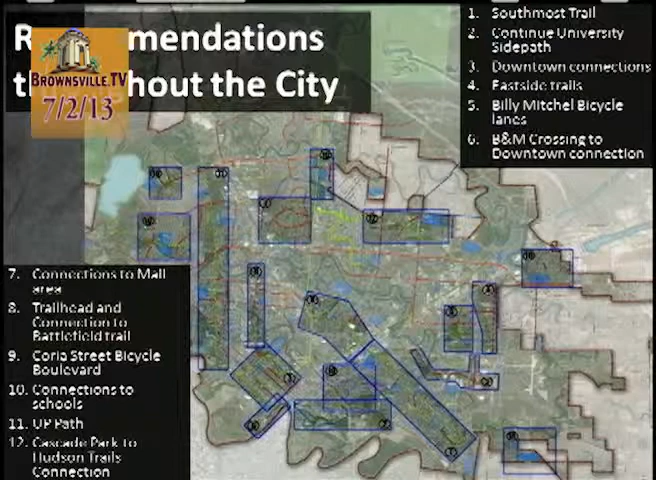 R mmendations
th hout the City
BROWNSVILLE.TV
7/2/13
1. Southmost Trail
2. Continue University
Sidepath
3. Downtown connections
4. Eastside trails
5. Billy Mitchel Bicycle
lanes
6. B&M Crossing to
Downtown connection
7. Connections to Mall
area
8. Trailhead and
Connection to
Battlefield trail
9. Coria Street Bicycle
Boulevard
10. Connections to
schools
11. UP Path
12. Cascade Park to
Hudson Trails
Connection